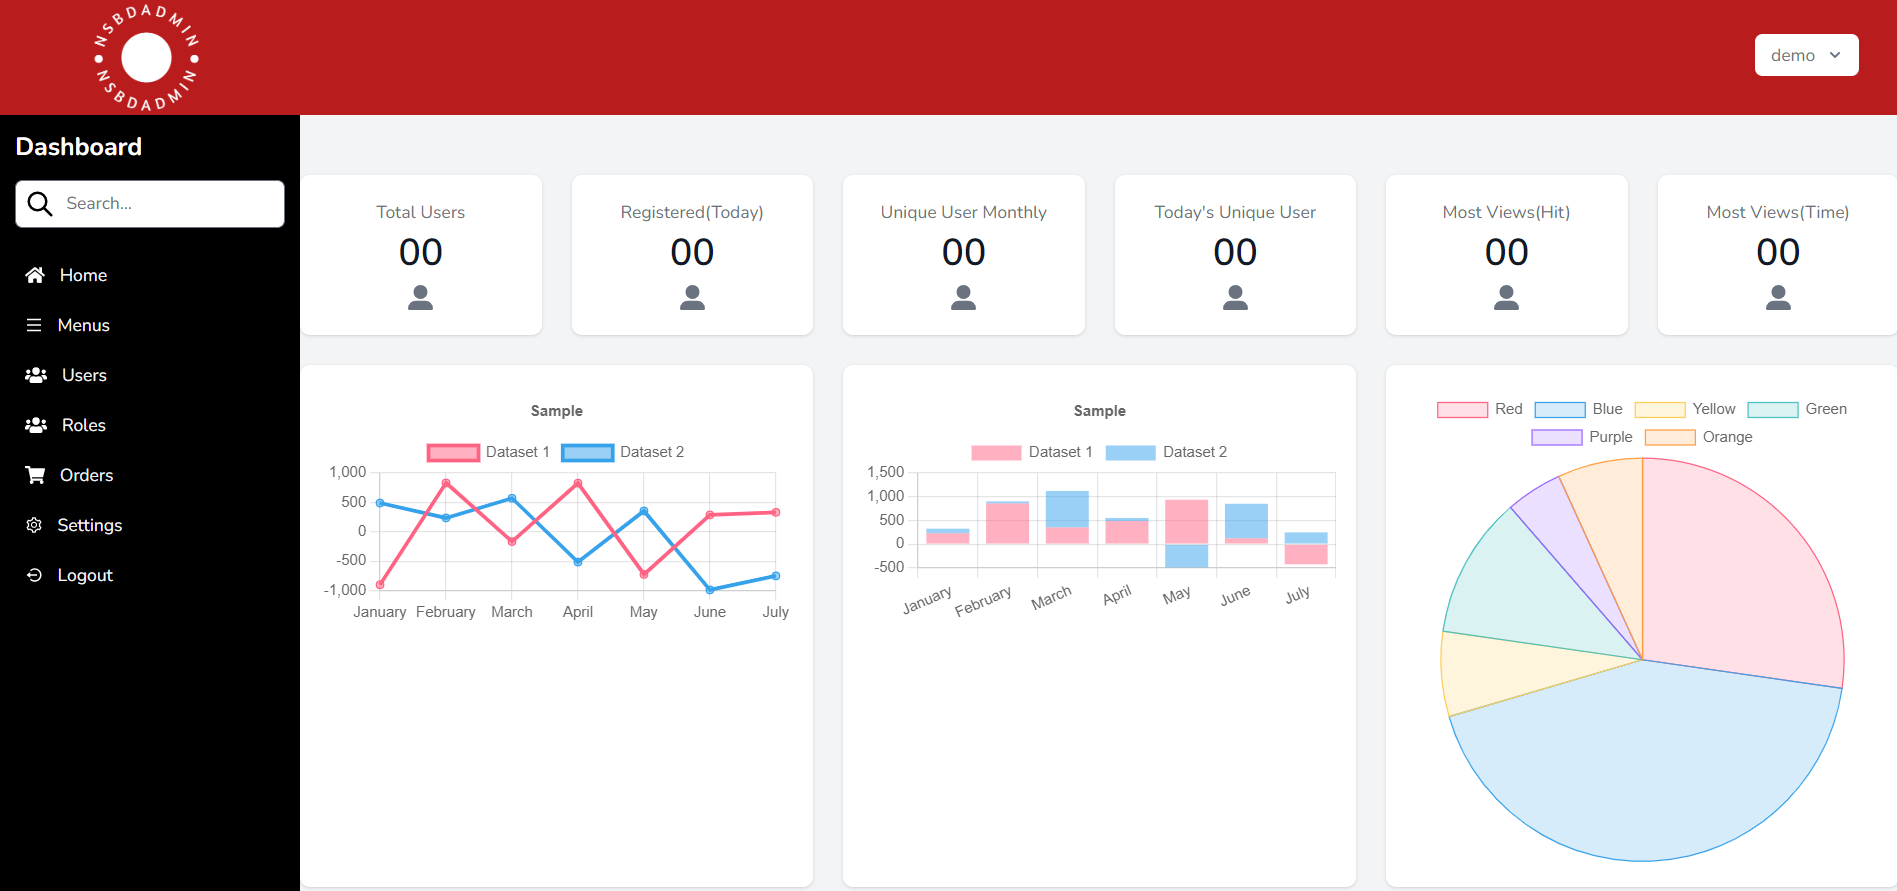 NSBDADMIN
NSBDADMIN
demo
Dashboard
Search...
Home
Menus
Users
Roles
Orders
Settings
Logout
Total Users
00
Registered(Today)
00
Unique User Monthly
00
Today's Unique User
00
Most Views(Hit)
00
Most Views(Time)
00
Sample
Dataset 1 Dataset 2
1,000
500
0
-500
-1,000
January February March April May June July
Sample
Dataset 1 Dataset 2
1,500
1,000
500
0
-500
January February March April May June July
Red Blue Yellow Green
Purple Orange